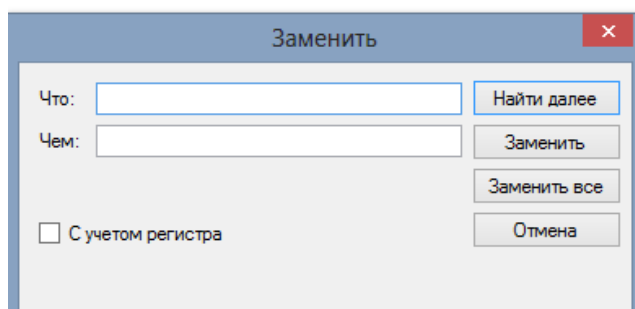 Заменить
Что:
Найти далее
Чем:
Заменить
Заменить все
С учетом регистра
Отмена